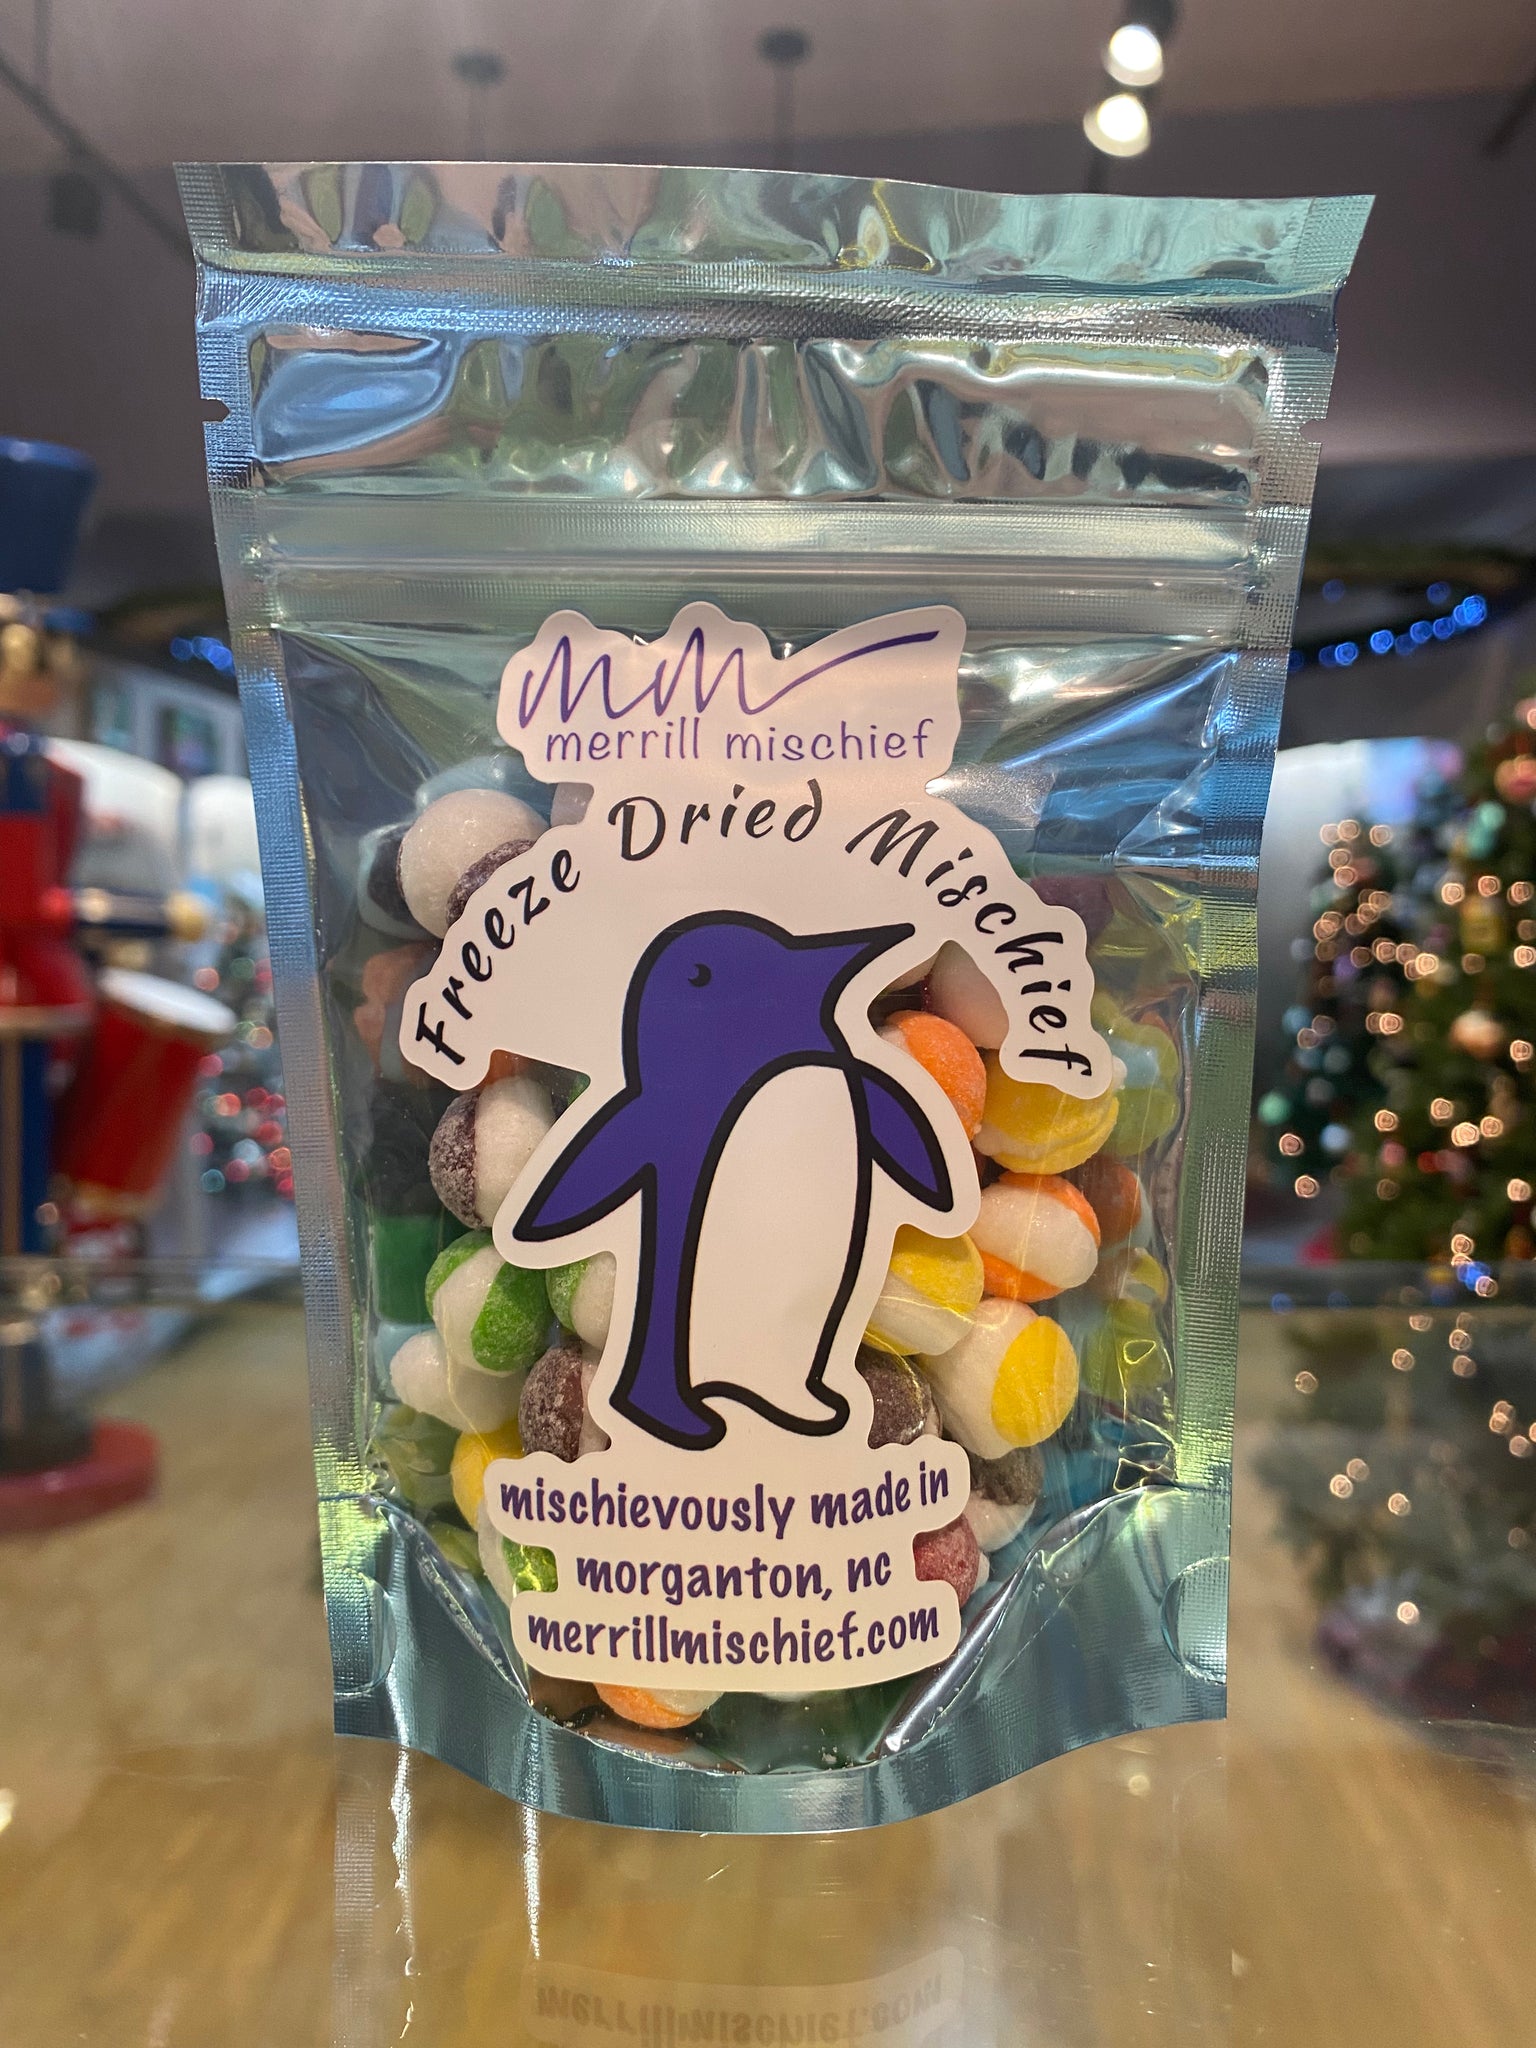 mm
merrill mischief
Freeze Dried Mischief
mischievously made in
morganton, nc
merrillmischief.com